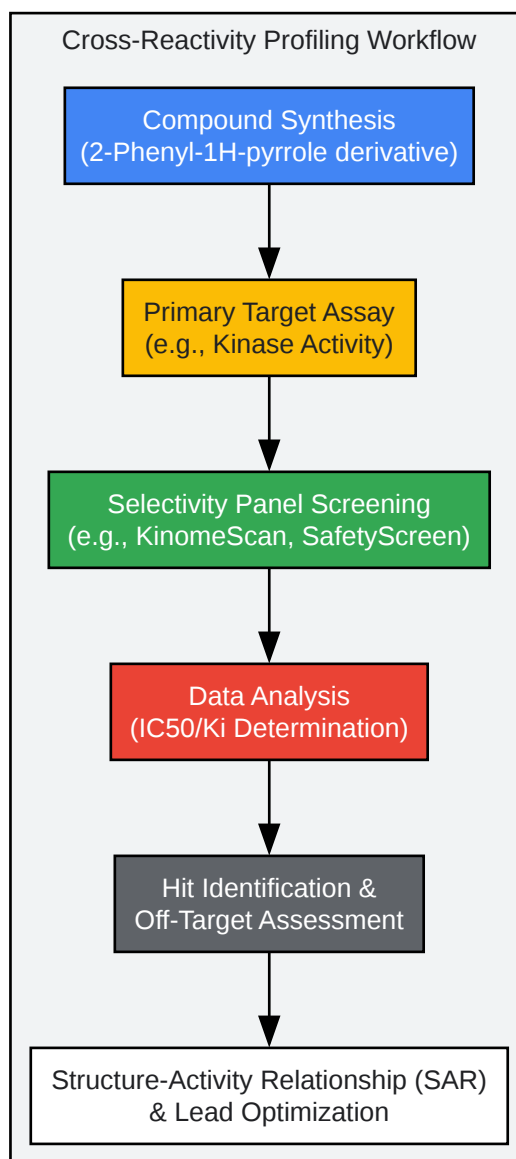 Cross-Reactivity Profiling Workflow
Compound Synthesis
(2-Phenyl-1H-pyrrole derivative)
Primary Target Assay
(e.g., Kinase Activity)
Selectivity Panel Screening
(e.g., KinomeScan, SafetyScreen)
Data Analysis
(IC50/Ki Determination)
Hit Identification &
Off-Target Assessment
Structure-Activity Relationship (SAR)
& Lead Optimization